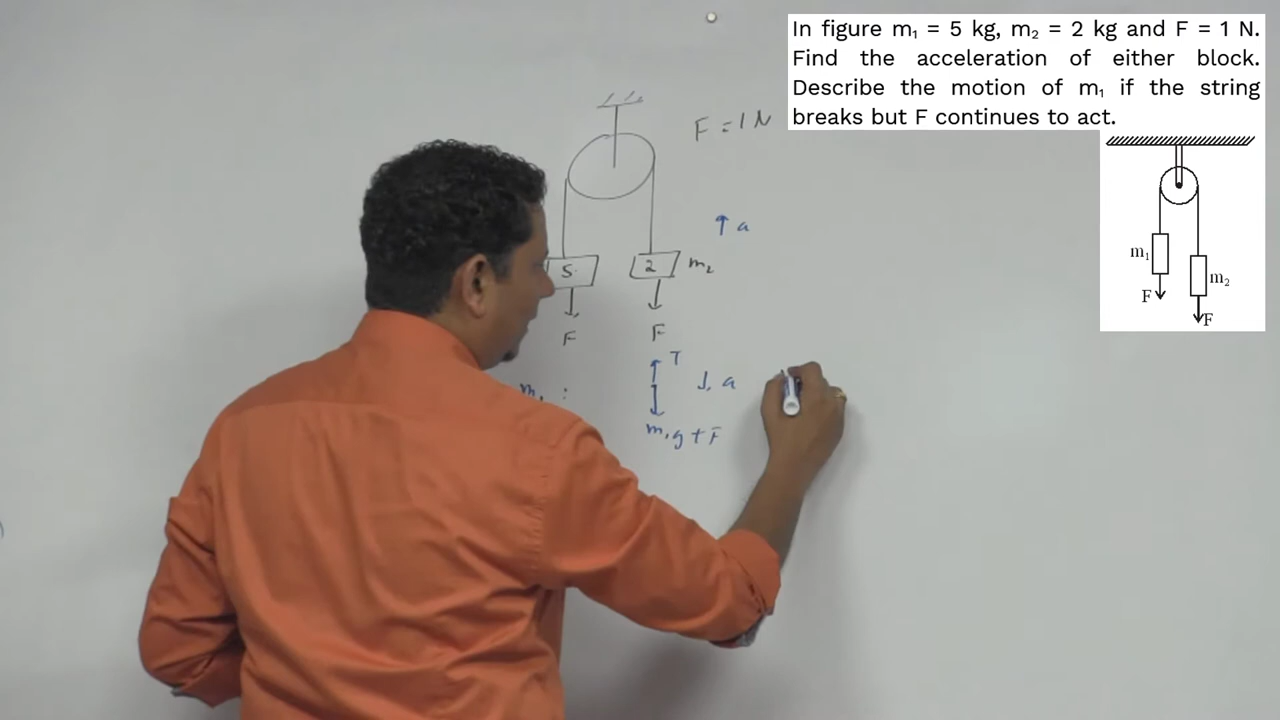 In figure m₁ = 5 kg, m₂ = 2 kg and F = 1 N.
Find the acceleration of either block.
Describe the motion of m₁ if the string
breaks but F continues to act.
m₁
F
m₂
F
F = 1 N
a
5
2
m₂
F
F
m₁ :
T
a
m₁g + F